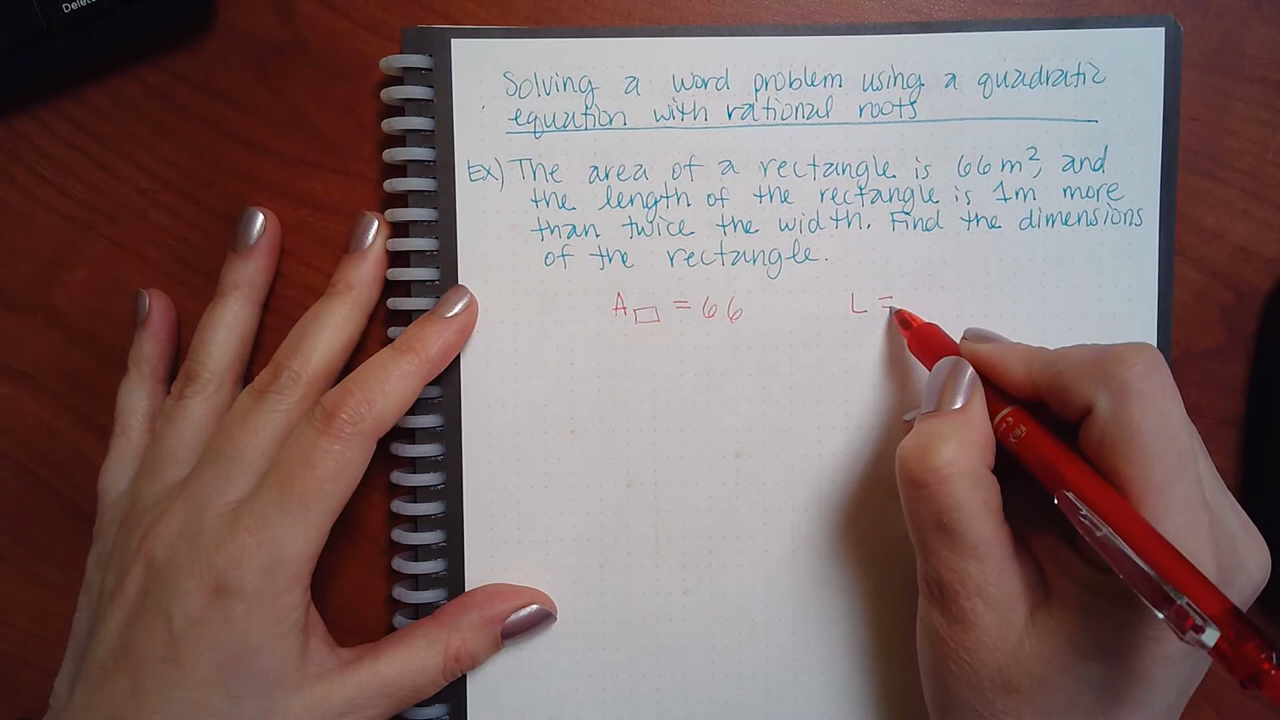 Delete
Solving a word problem using a quadratic
equation with rational roots
EX) The area of a rectangle is 66 m², and
the length of the rectangle is 1m more
than twice the width. Find the dimensions
of the rectangle.
A▭ = 66 L =